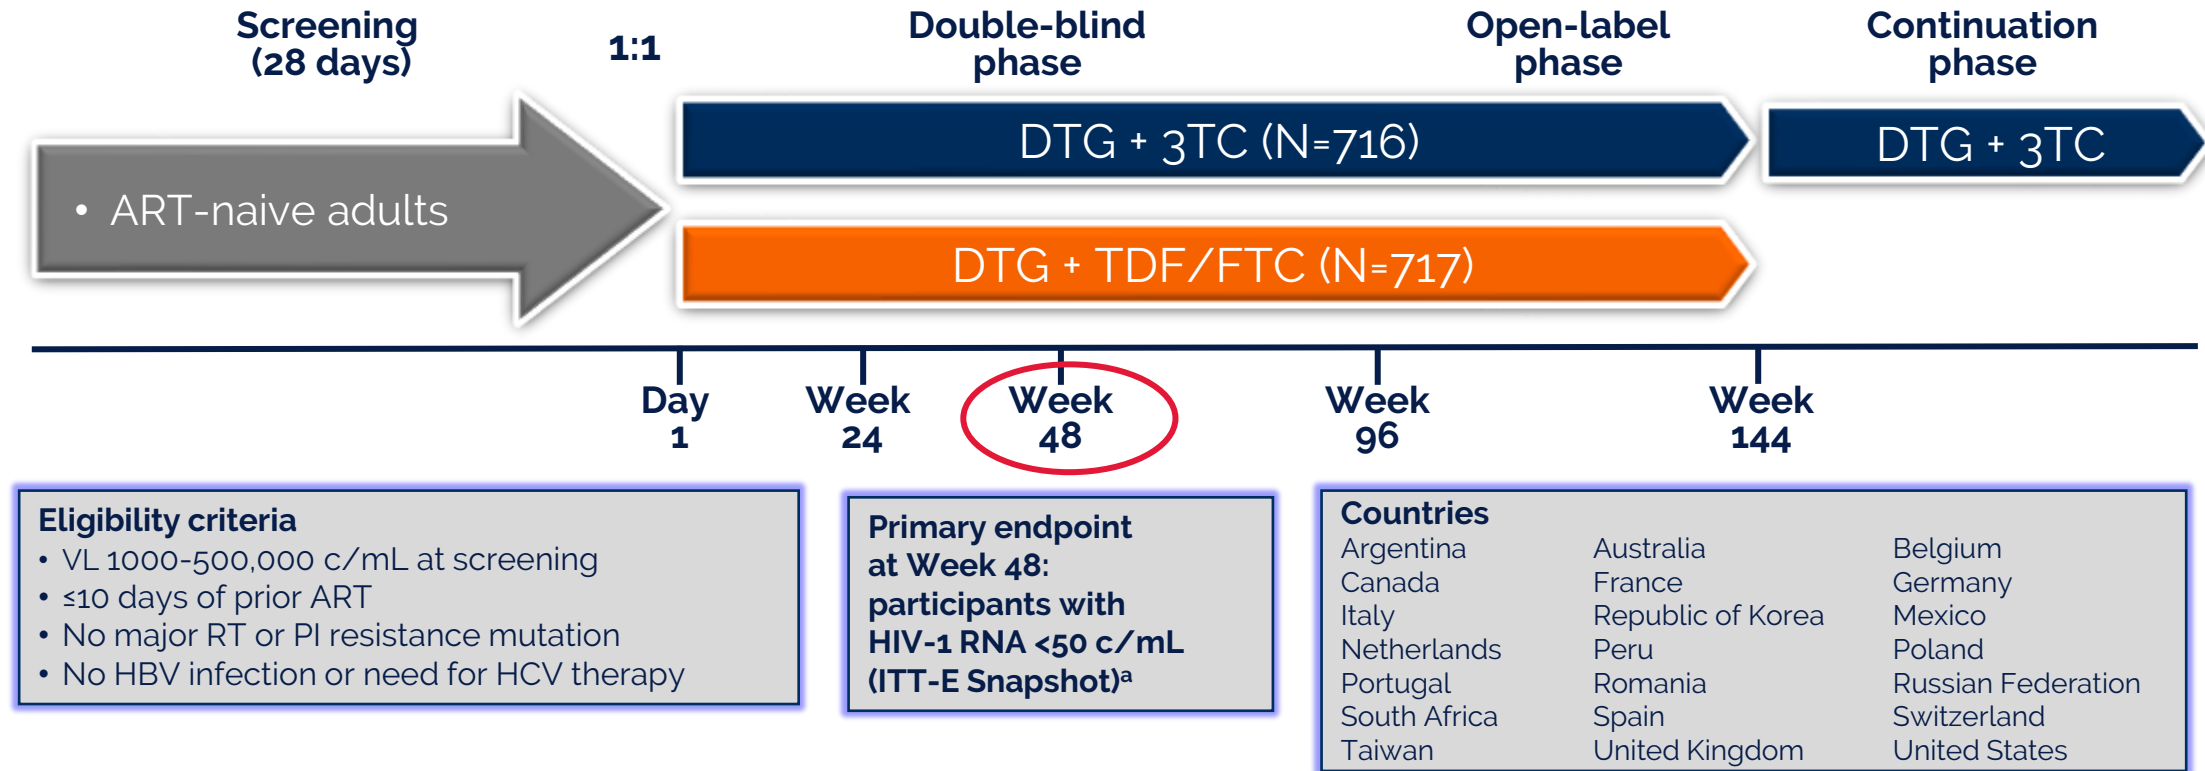 Screening
(28 days)
1:1
Double-blind
phase
Open-label
phase
Continuation
phase
• ART-naive adults
DTG + 3TC (N=716)
DTG + 3TC
DTG + TDF/FTC (N=717)
Day
1
Week
24
Week
48
Week
96
Week
144
Eligibility criteria
• VL 1000-500,000 c/mL at screening
• ≤10 days of prior ART
• No major RT or PI resistance mutation
• No HBV infection or need for HCV therapy
Primary endpoint
at Week 48:
participants with
HIV-1 RNA <50 c/mL
(ITT-E Snapshot)ᵃ
Countries
Argentina Australia Belgium
Canada France Germany
Italy Republic of Korea Mexico
Netherlands Peru Poland
Portugal Romania Russian Federation
South Africa Spain Switzerland
Taiwan United Kingdom United States